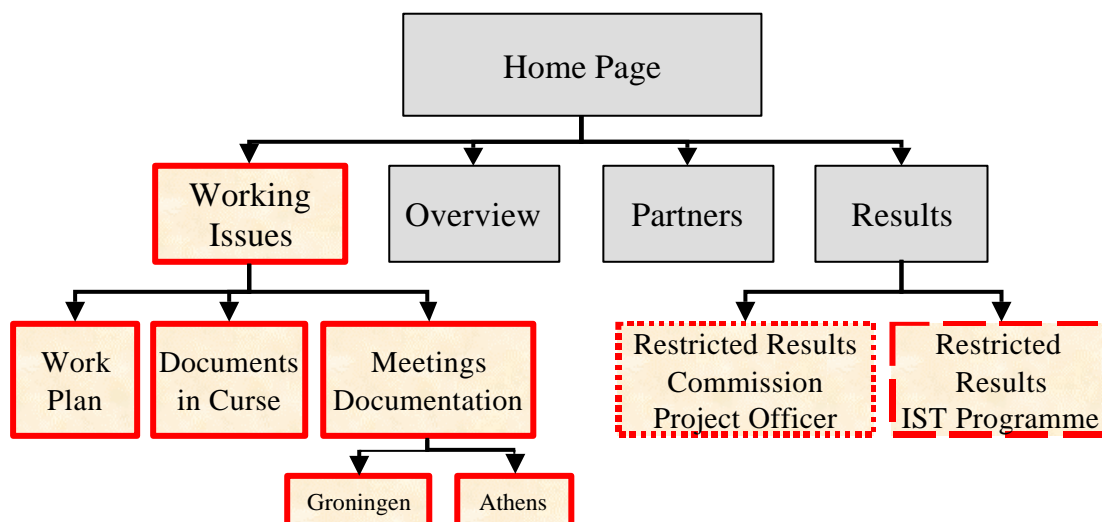 Home Page
Working
Issues
Overview
Partners
Results
Work
Plan
Documents
in Curse
Meetings
Documentation
Restricted Results
Commission
Project Officer
Restricted
Results
IST Programme
Groningen
Athens